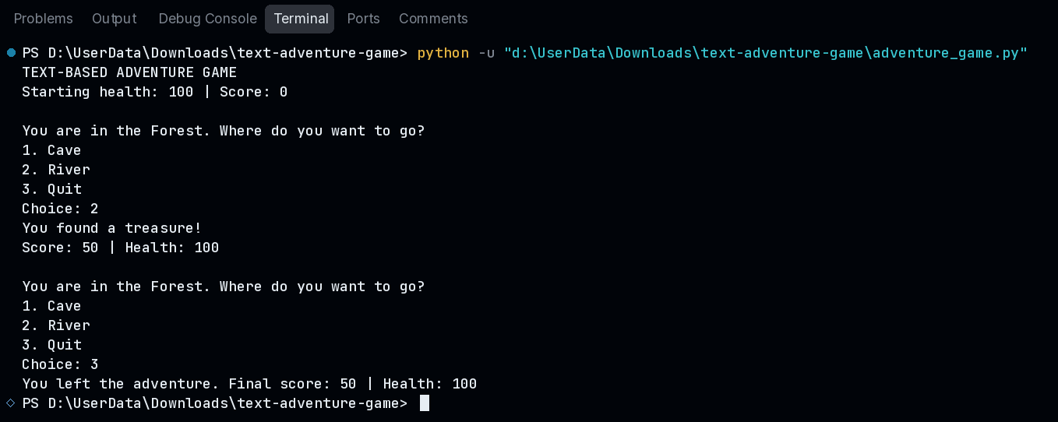 Problems Output Debug Console Terminal Ports Comments
PS D:\UserData\Downloads\text-adventure-game> python -u "d:\UserData\Downloads\text-adventure-game\adventure_game.py"
TEXT-BASED ADVENTURE GAME
Starting health: 100 | Score: 0
You are in the Forest. Where do you want to go?
1. Cave
2. River
3. Quit
Choice: 2
You found a treasure!
Score: 50 | Health: 100
You are in the Forest. Where do you want to go?
1. Cave
2. River
3. Quit
Choice: 3
You left the adventure. Final score: 50 | Health: 100
PS D:\UserData\Downloads\text-adventure-game>